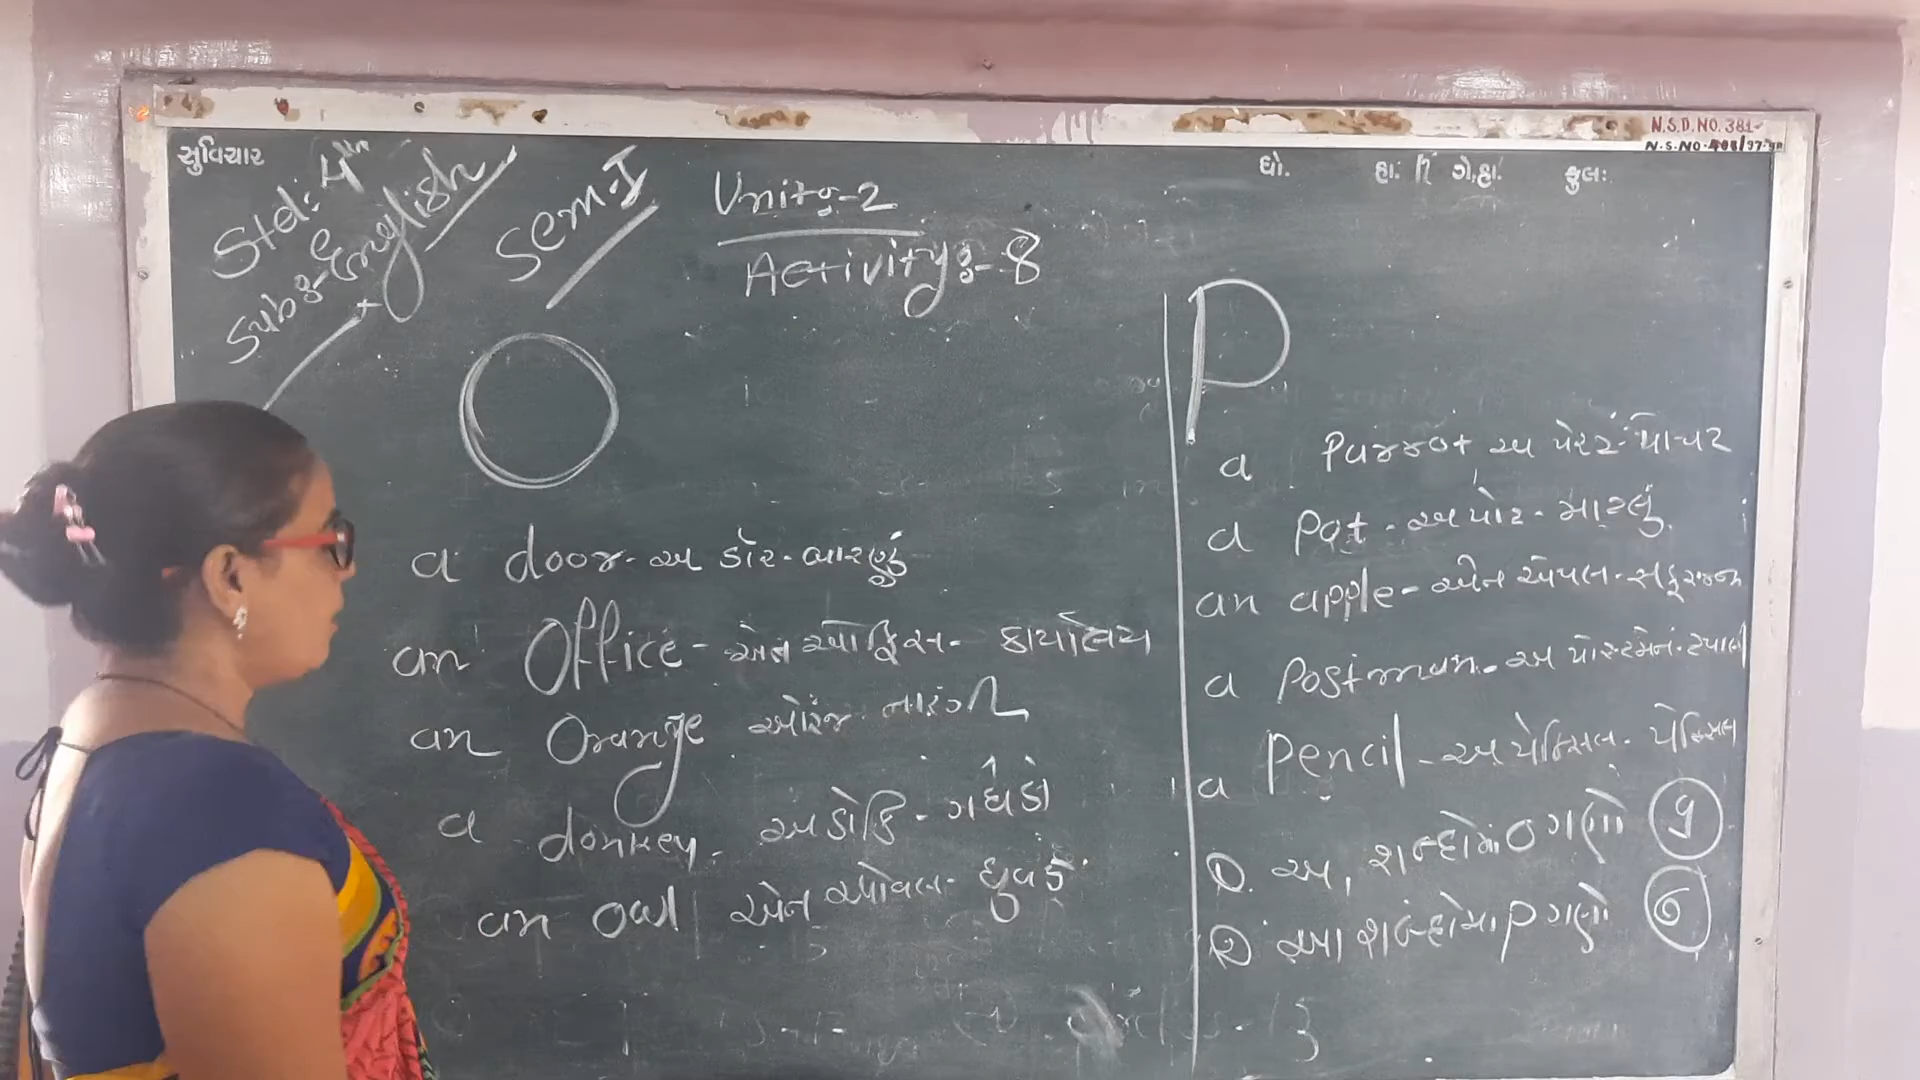 N.S.D.NO. 381
સુવિચાર
ઘો. હા. ગે.હા. કુલઃ
Std:- 4th
Sub:- English
Sem-I
Unit:-2
Activity:- 8
O
a door - અ ડોર - બારણું
an Office - એન ઓફિસ - કાર્યાલય
an Orange ઓરેંજ નારંગી
a donkey - અ ડોંકિ - ગધેડો
an owl એન ઓવલ - ઘુવડ
P
a parrot અ પેરટ
a Pot - અ પોટ - માટલું
an apple - એન એપલ - સફરજન
a Postman - અ પોસ્ટમેન
a pencil - અ પેન્સિલ - પેન્સિલ
① અ, શબ્દોમાં O ગણો
② આ શબ્દોમાં P ગણો